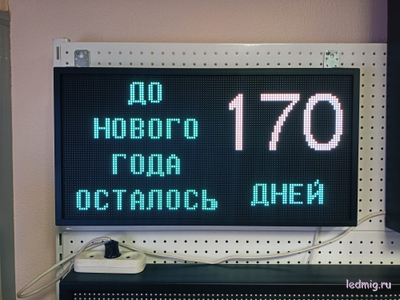 ДО
НОВОГО
ГОДА
ОСТАЛОСЬ
170
ДНЕЙ
ledmig.ru